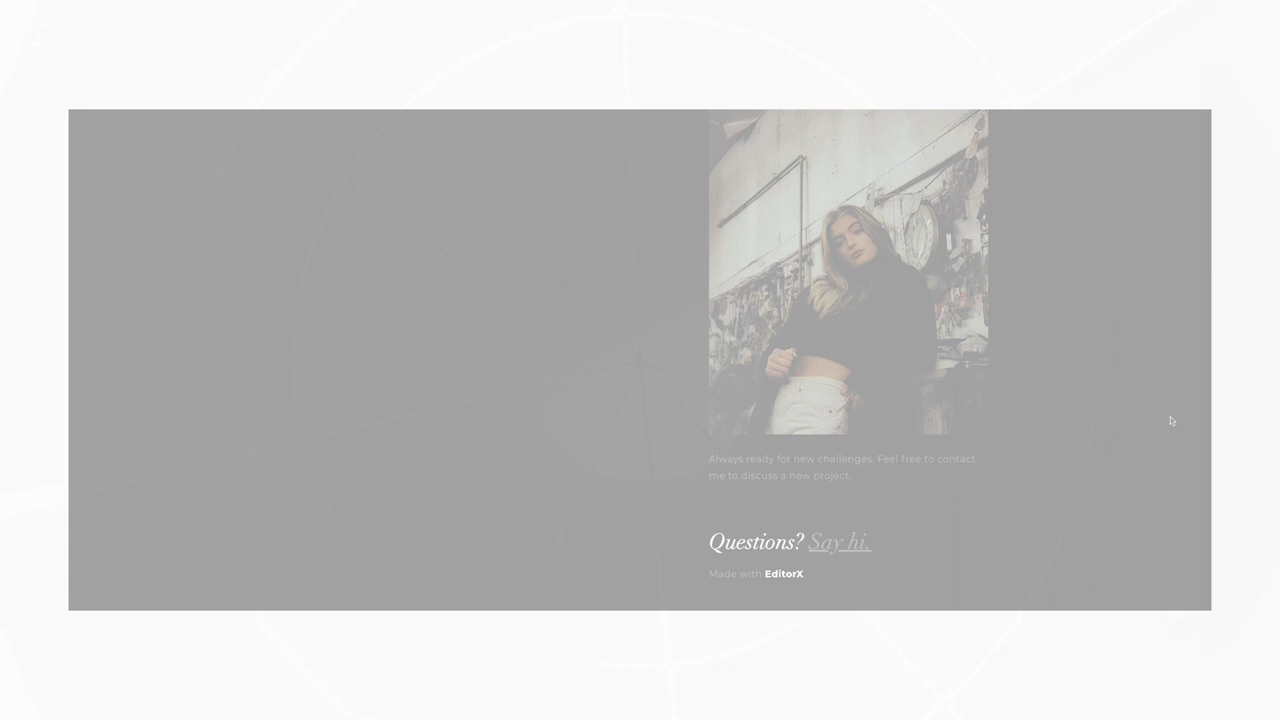 Always ready for new challenges. Feel free to contact
me to discuss a new project.
Questions? Say hi.
Made with EditorX